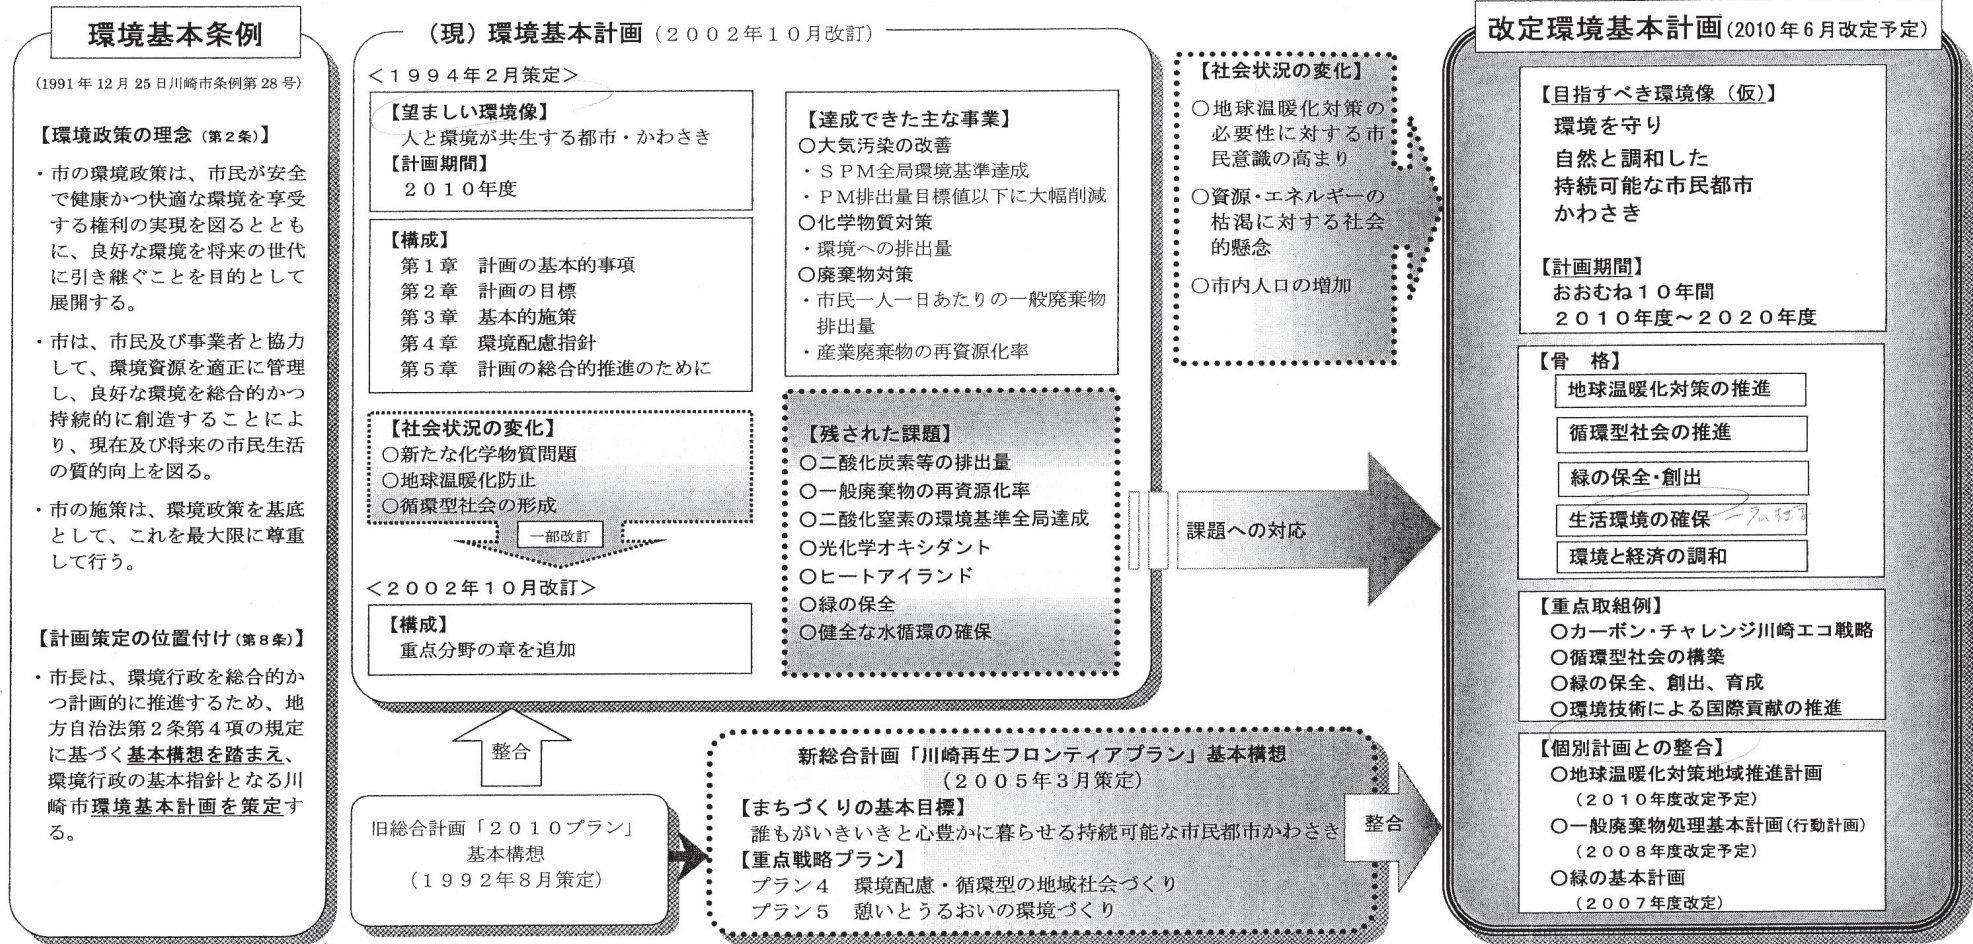 環境基本条例
(1991年12月25日川崎市条例第28号)
【環境政策の理念(第2条)】
・市の環境政策は、市民が安全
で健康かつ快適な環境を享受
する権利の実現を図るととも
に、良好な環境を将来の世代
に引き継ぐことを目的として
展開する。
・市は、市民及び事業者と協力
して、環境資源を適正に管理
し、良好な環境を総合的かつ
持続的に創造することによ
り、現在及び将来の市民生活
の質的向上を図る。
・市の施策は、環境政策を基底
として、これを最大限に尊重
して行う。
【計画策定の位置付け(第8条)】
・市長は、環境行政を総合的か
つ計画的に推進するため、地
方自治法第2条第4項の規定
に基づく基本構想を踏まえ、
環境行政の基本指針となる川
崎市環境基本計画を策定す
る。
(現)環境基本計画(2002年10月改訂)
<1994年2月策定>
【望ましい環境像】
人と環境が共生する都市・かわさき
【計画期間】
2010年度
【構成】
第1章 計画の基本的事項
第2章 計画の目標
第3章 基本的施策
第4章 環境配慮指針
第5章 計画の総合的推進のために
【社会状況の変化】
○新たな化学物質問題
○地球温暖化防止
○循環型社会の形成
一部改訂
<2002年10月改訂>
【構成】
重点分野の章を追加
【達成できた主な事業】
○大気汚染の改善
・SPM全局環境基準達成
・PM排出量目標値以下に大幅削減
○化学物質対策
・環境への排出量
○廃棄物対策
・市民一人一日あたりの一般廃棄物
排出量
・産業廃棄物の再資源化率
【残された課題】
○二酸化炭素等の排出量
○一般廃棄物の再資源化率
○二酸化窒素の環境基準全局達成
○光化学オキシダント
○ヒートアイランド
○緑の保全
○健全な水循環の確保
整合
旧総合計画「2010プラン」
基本構想
(1992年8月策定)
新総合計画「川崎再生フロンティアプラン」基本構想
(2005年3月策定)
【まちづくりの基本目標】
誰もがいきいきと心豊かに暮らせる持続可能な市民都市かわさき
【重点戦略プラン】
プラン4 環境配慮・循環型の地域社会づくり
プラン5 憩いとうるおいの環境づくり
整合
【社会状況の変化】
○地球温暖化対策の
必要性に対する市
民意識の高まり
○資源・エネルギーの
枯渇に対する社会
的懸念
○市内人口の増加
課題への対応
改定環境基本計画(2010年6月改定予定)
【目指すべき環境像(仮)】
環境を守り
自然と調和した
持続可能な市民都市
かわさき
【計画期間】
おおむね10年間
2010年度~2020年度
【骨 格】
地球温暖化対策の推進
循環型社会の推進
緑の保全・創出
生活環境の確保
環境と経済の調和
【重点取組例】
○カーボン・チャレンジ川崎エコ戦略
○循環型社会の構築
○緑の保全、創出、育成
○環境技術による国際貢献の推進
【個別計画との整合】
○地球温暖化対策地域推進計画
(2010年度改定予定)
○一般廃棄物処理基本計画(行動計画)
(2008年度改定予定)
○緑の基本計画
(2007年度改定)